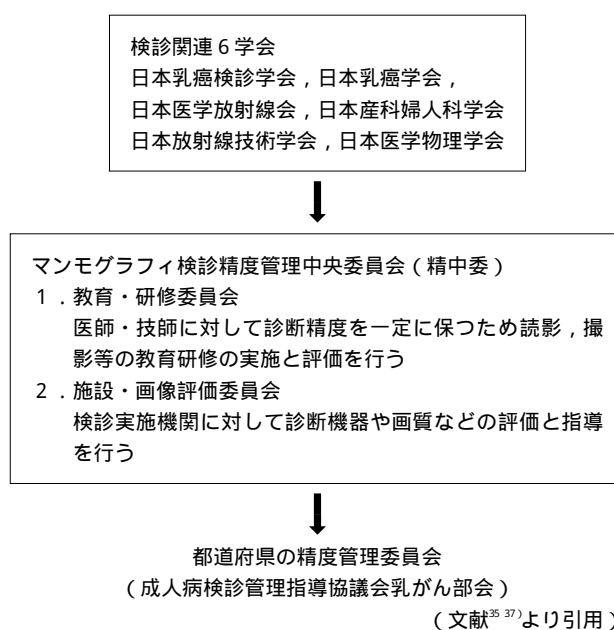 検診関連6学会
日本乳癌検診学会，日本乳癌学会，
日本医学放射線会，日本産科婦人科学会
日本放射線技術学会，日本医学物理学会
マンモグラフィ検診精度管理中央委員会（精中委）
１．教育・研修委員会
医師・技師に対して診断精度を一定に保つため読影，撮
影等の教育研修の実施と評価を行う
２．施設・画像評価委員会
検診実施機関に対して診断機器や画質などの評価と指導
を行う
都道府県の精度管理委員会
（成人病検診管理指導協議会乳がん部会）
（文献35 37）より引用）